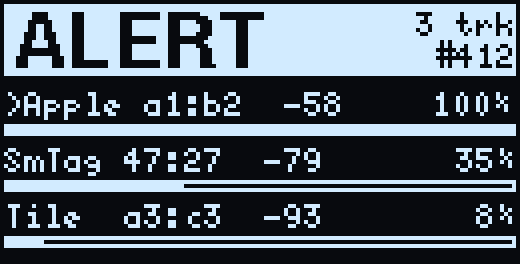 ALERT
3 trk
#412
>Apple a1:b2 -58 100%
SmTag 47:27 -79 35%
Tile a3:c3 -93 8%